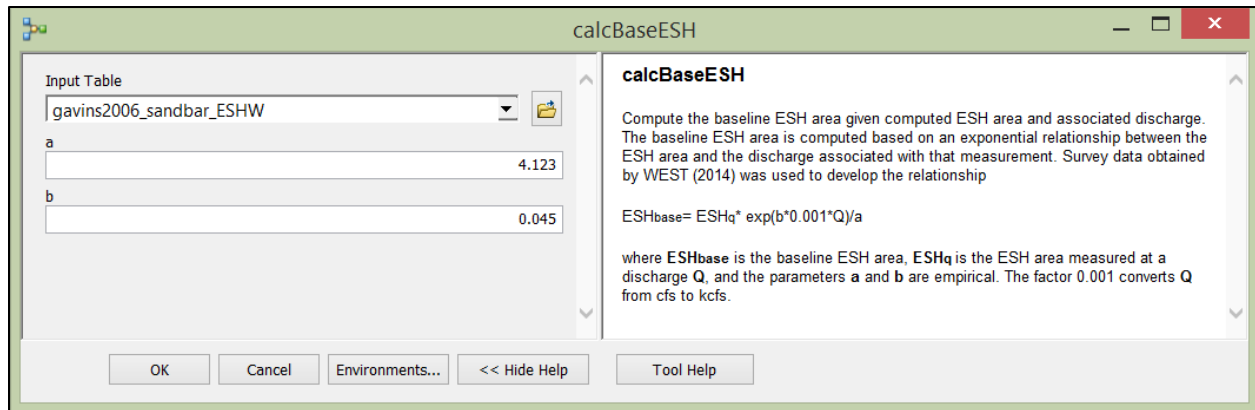 calcBaseESH
Input Table
gavins2006_sandbar_ESHW
a
4.123
b
0.045
calcBaseESH
Compute the baseline ESH area given computed ESH area and associated discharge.
The baseline ESH area is computed based on an exponential relationship between the
ESH area and the discharge associated with that measurement. Survey data obtained
by WEST (2014) was used to develop the relationship
ESHbase= ESHq* exp(b*0.001*Q)/a
where ESHbase is the baseline ESH area, ESHq is the ESH area measured at a
discharge Q, and the parameters a and b are empirical. The factor 0.001 converts Q
from cfs to kcfs.
OK Cancel Environments... << Hide Help Tool Help